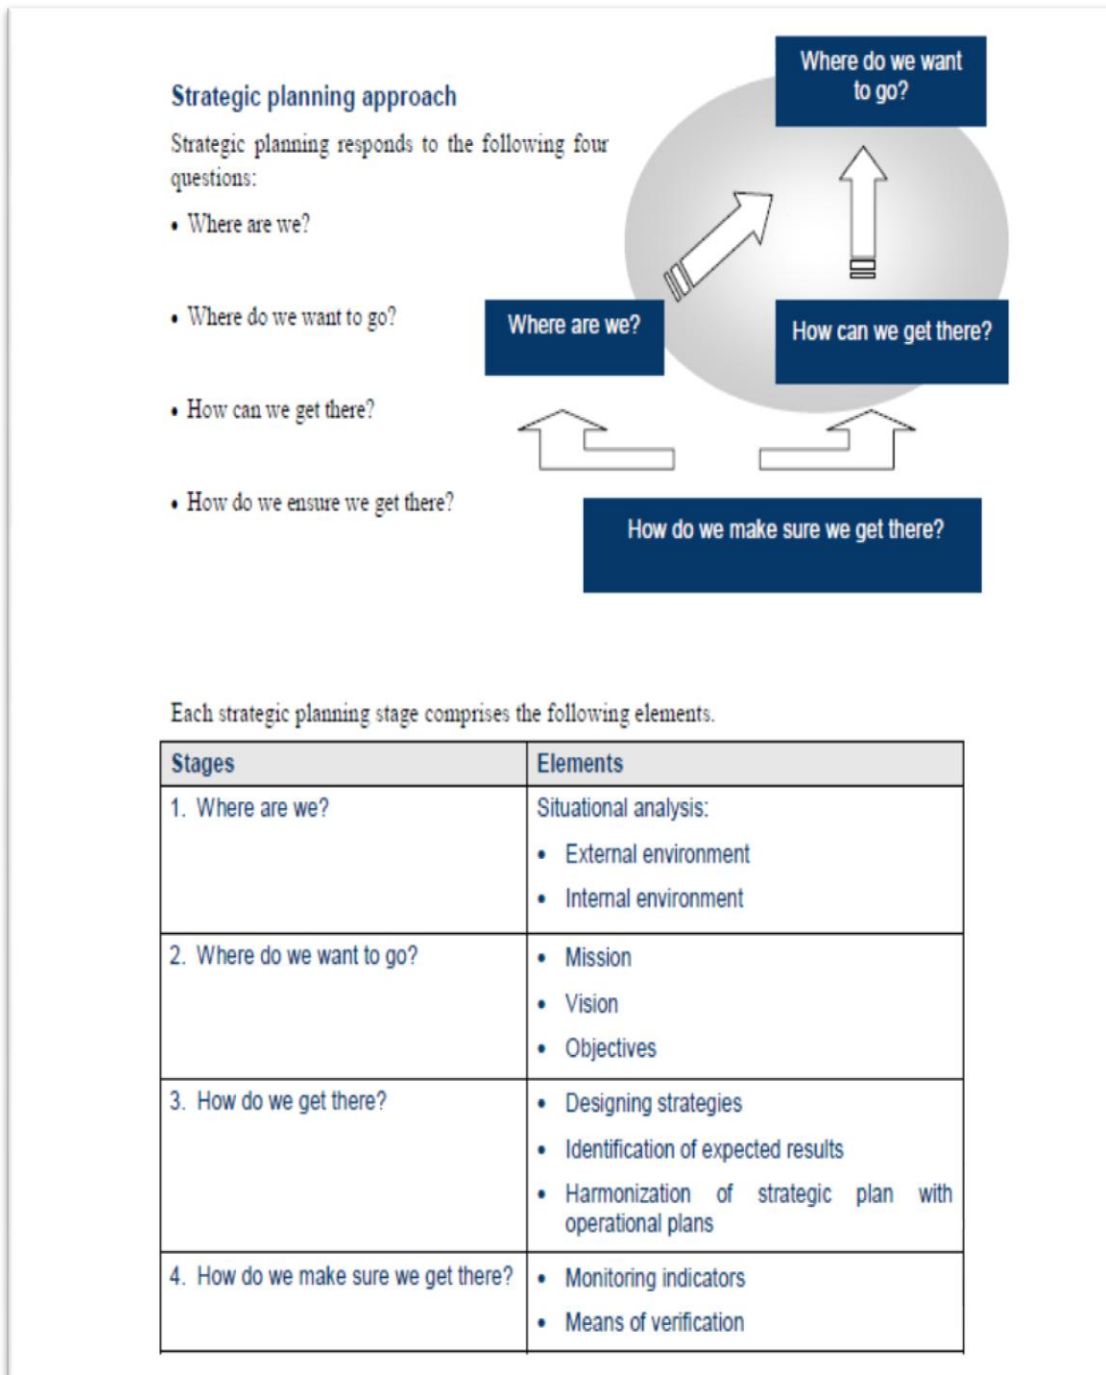 Strategic planning approach
Strategic planning responds to the following four
questions:
• Where are we?
• Where do we want to go?
• How can we get there?
• How do we ensure we get there?
Where do we want
to go?
Where are we?
How can we get there?
How do we make sure we get there?
Each strategic planning stage comprises the following elements.
Stages
Elements
1. Where are we?
Situational analysis:
• External environment
• Internal environment
2. Where do we want to go?
• Mission
• Vision
• Objectives
3. How do we get there?
• Designing strategies
• Identification of expected results
• Harmonization of strategic plan with
operational plans
4. How do we make sure we get there?
• Monitoring indicators
• Means of verification